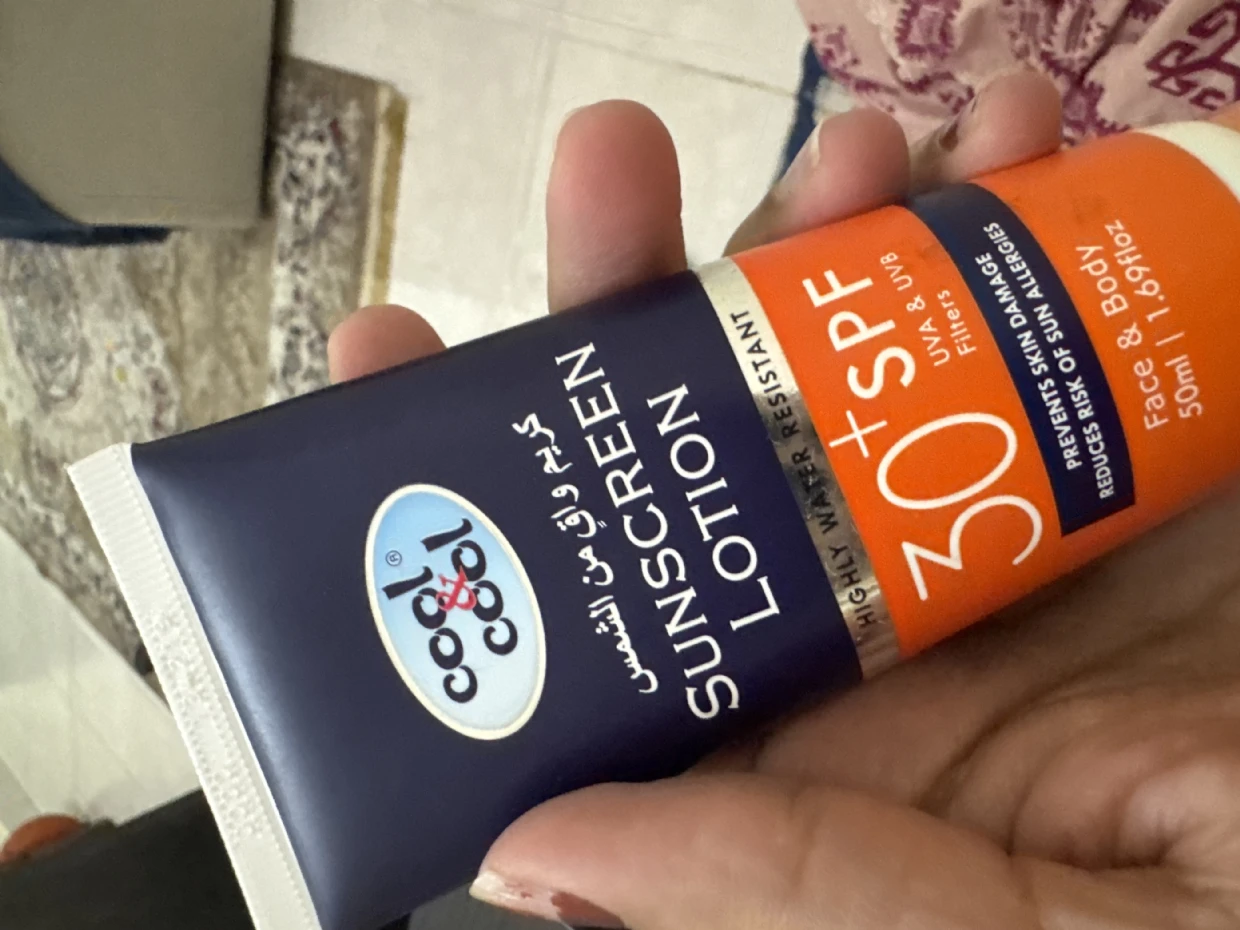 cool
&
cool®
كريم واقٍ من الشمس
SUNSCREEN
LOTION
HIGHLY WATER RESISTANT
30+SPF
UVA & UVB
Filters
PREVENTS SKIN DAMAGE
REDUCES RISK OF SUN ALLERGIES
Face & Body
50ml | 1.69floz